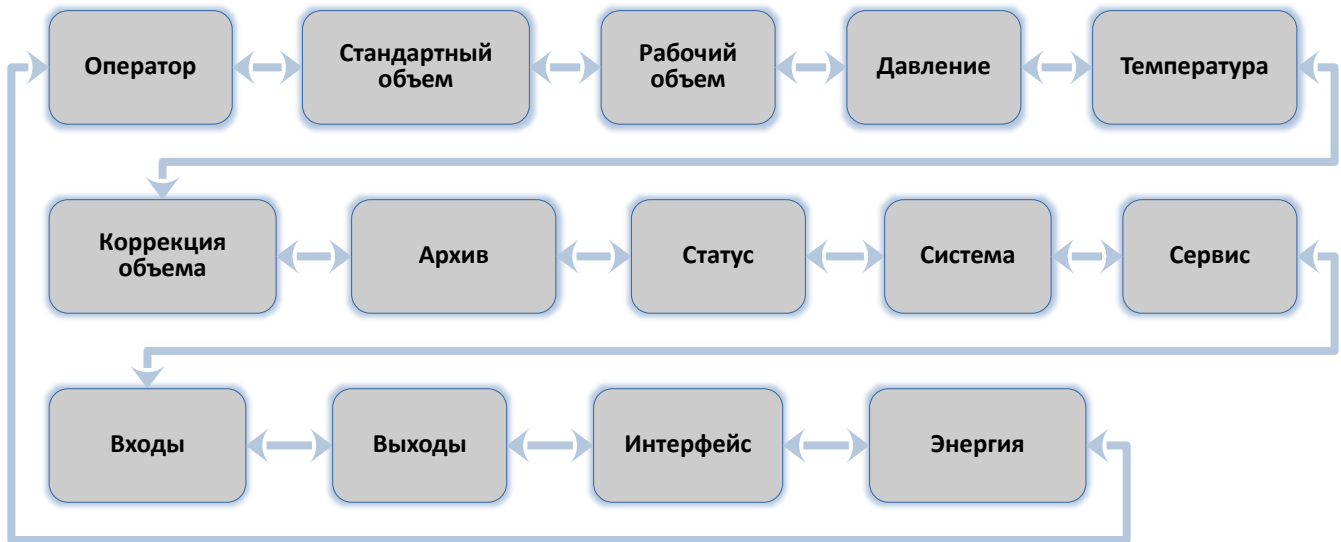 Оператор
Стандартный
объем
Рабочий
объем
Давление
Температура
Коррекция
объема
Архив
Статус
Система
Сервис
Входы
Выходы
Интерфейс
Энергия